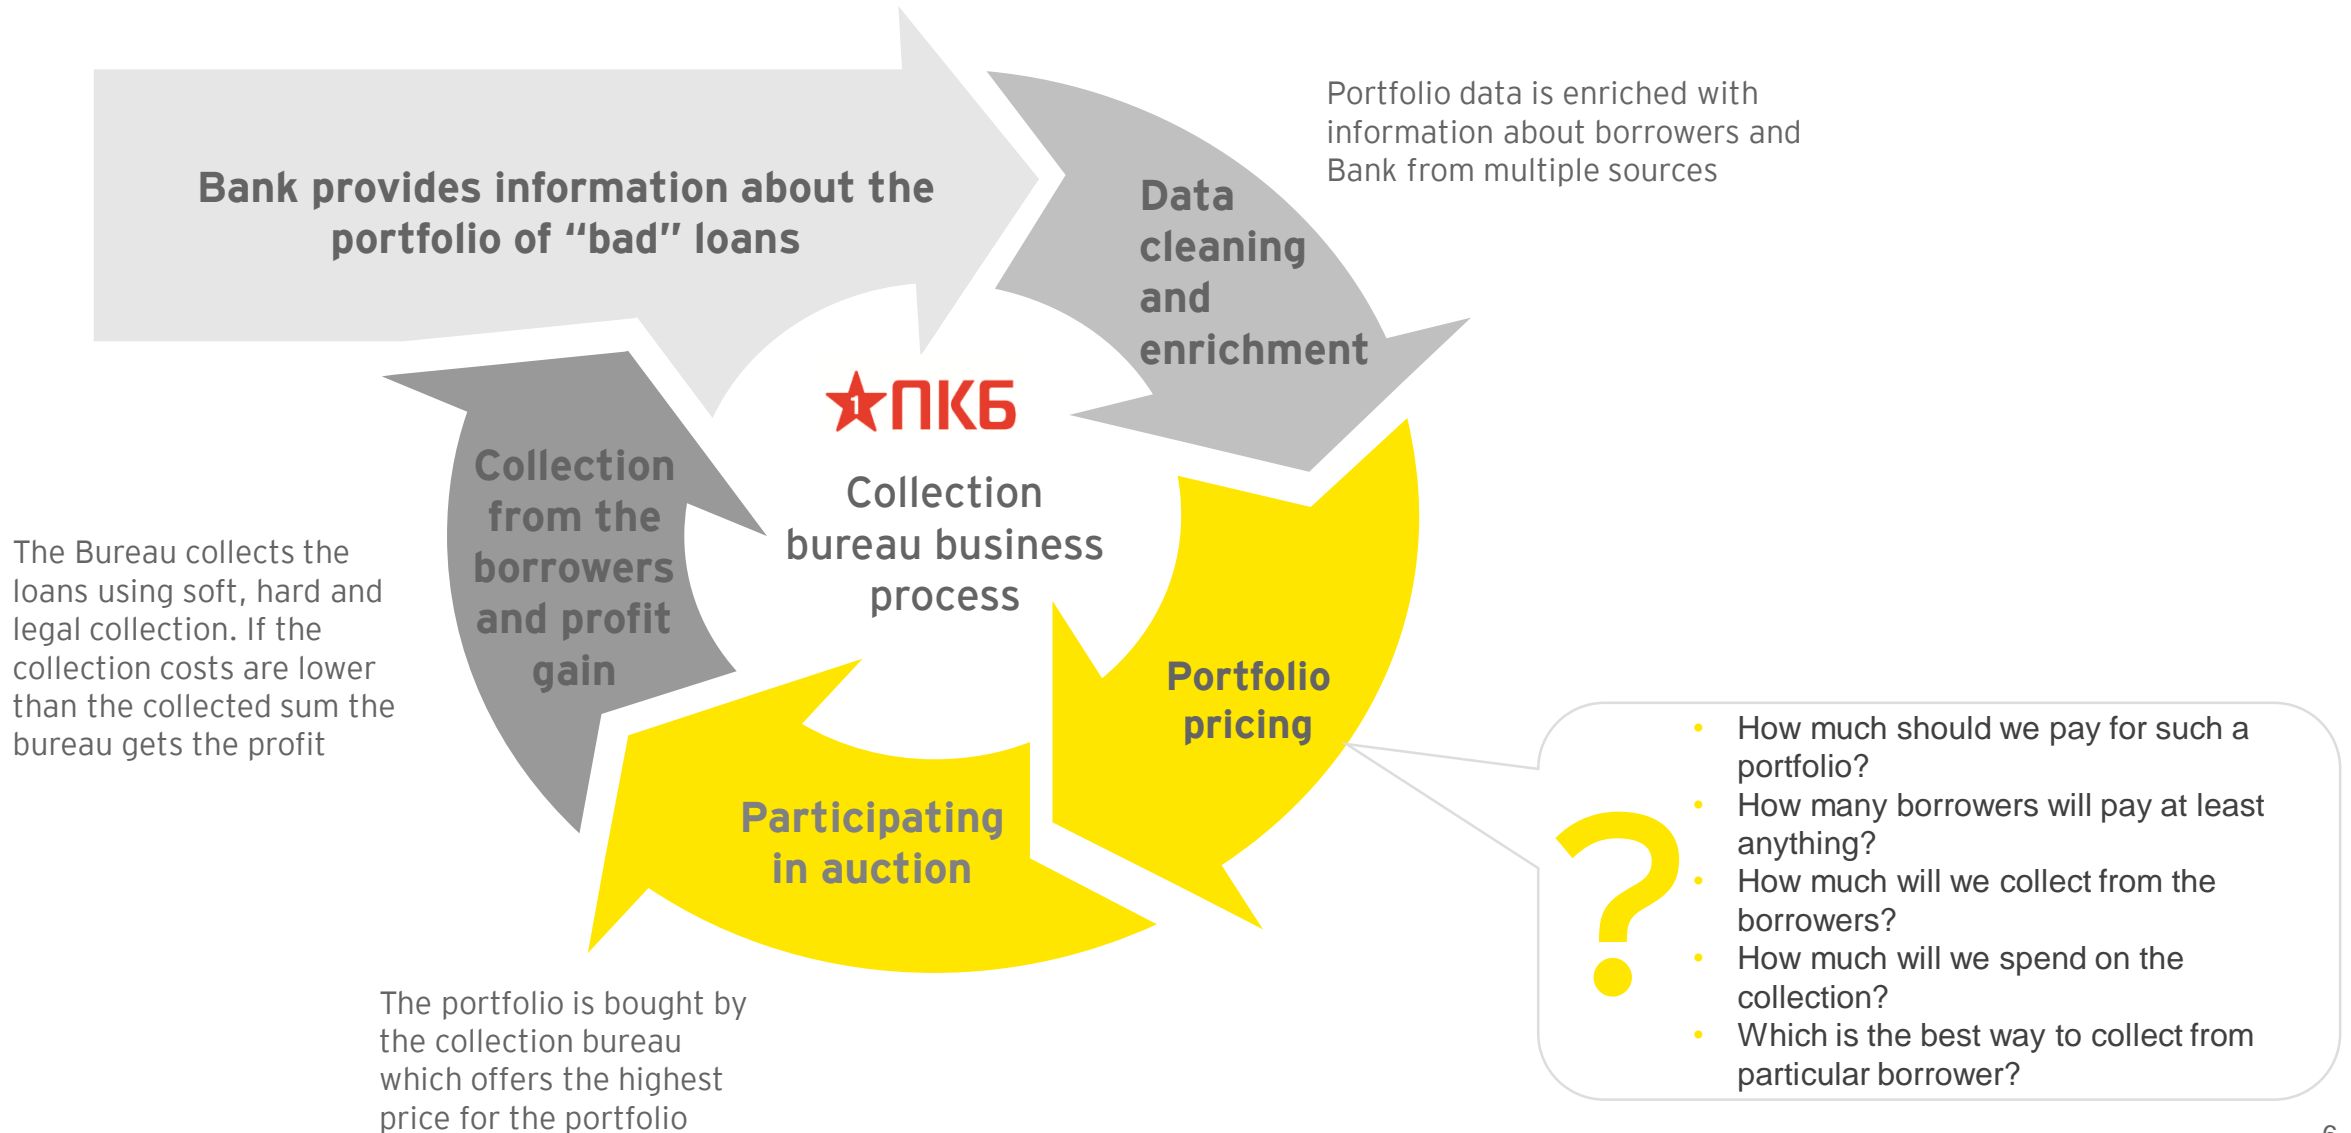 Bank provides information about the
portfolio of “bad” loans
Data
cleaning
and
enrichment
Portfolio data is enriched with
information about borrowers and
Bank from multiple sources
1
ПКБ
Collection
bureau business
process
Collection
from the
borrowers
and profit
gain
The Bureau collects the
loans using soft, hard and
legal collection. If the
collection costs are lower
than the collected sum the
bureau gets the profit
Portfolio
pricing
Participating
in auction
The portfolio is bought by
the collection bureau
which offers the highest
price for the portfolio
?
• How much should we pay for such a
portfolio?
• How many borrowers will pay at least
anything?
• How much will we collect from the
borrowers?
• How much will we spend on the
collection?
• Which is the best way to collect from
particular borrower?
6